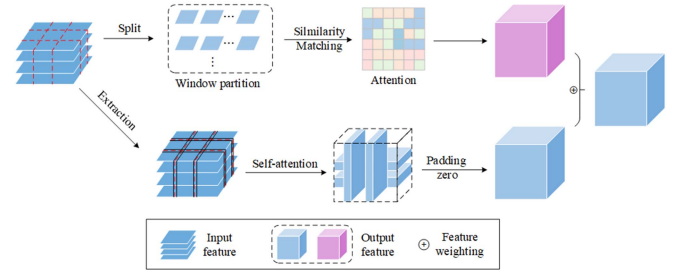 Split
Silmilarity
Matching
Window partition
Attention
Extraction
Self-attention
Padding
zero
Input
feature
Output
feature
Feature
weighting